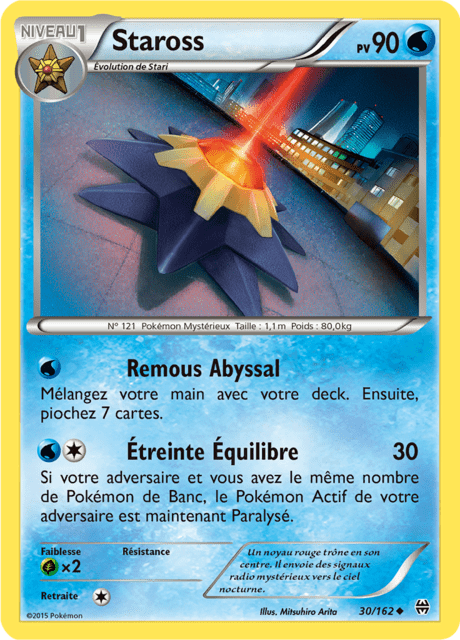 NIVEAU 1
Staross
PV 90
Évolution de Stari
N° 121 Pokémon Mystérieux Taille : 1,1m Poids : 80,0kg
Remous Abyssal
Mélangez votre main avec votre deck. Ensuite,
piochez 7 cartes.
Étreinte Équilibre 30
Si votre adversaire et vous avez le même nombre
de Pokémon de Banc, le Pokémon Actif de votre
adversaire est maintenant Paralysé.
Faiblesse
×2
Résistance
Retraite
Un noyau rouge trône en son
centre. Il envoie des signaux
radio mystérieux vers le ciel
nocturne.
Illus. Mitsuhiro Arita
30/162
©2015 Pokémon